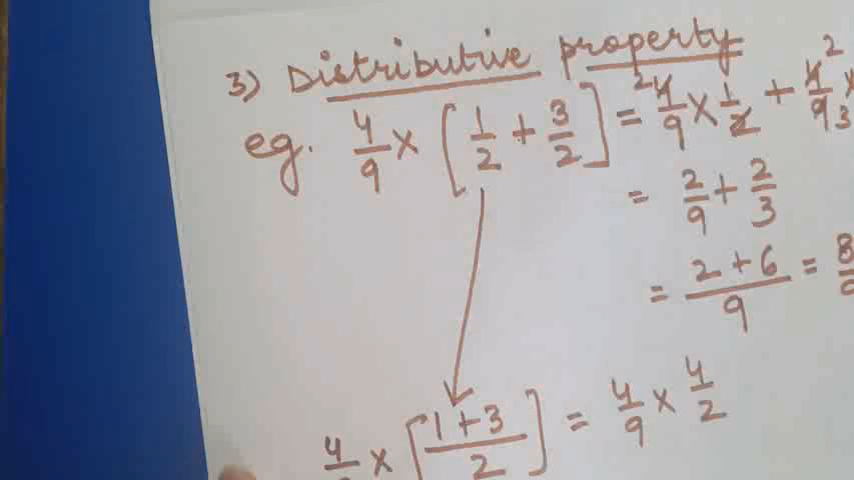 3) Distributive property
eg. 4/9 × [1/2 + 3/2] = 4/9 × 1/2 + 4/9 ×
= 2/9 + 2/3
= 2+6/9 = 8/9
4/ × [1+3/2] = 4/9 × 4/2